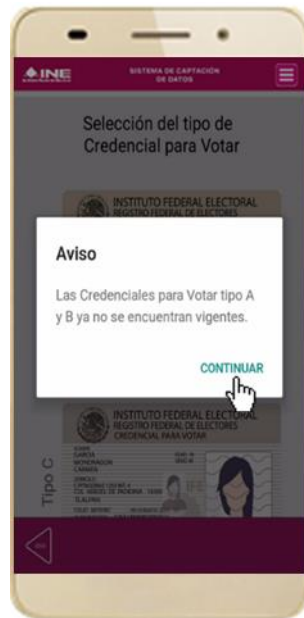 INE
SISTEMA DE CAPTACIÓN
DE DATOS
Selección del tipo de
Credencial para Votar
INSTITUTO FEDERAL ELECTORAL
REGISTRO FEDERAL DE ELECTORES
Aviso
Las Credenciales para Votar tipo A
y B ya no se encuentran vigentes.
CONTINUAR
INSTITUTO FEDERAL ELECTORAL
REGISTRO FEDERAL DE ELECTORES
CREDENCIAL PARA VOTAR
Tipo C